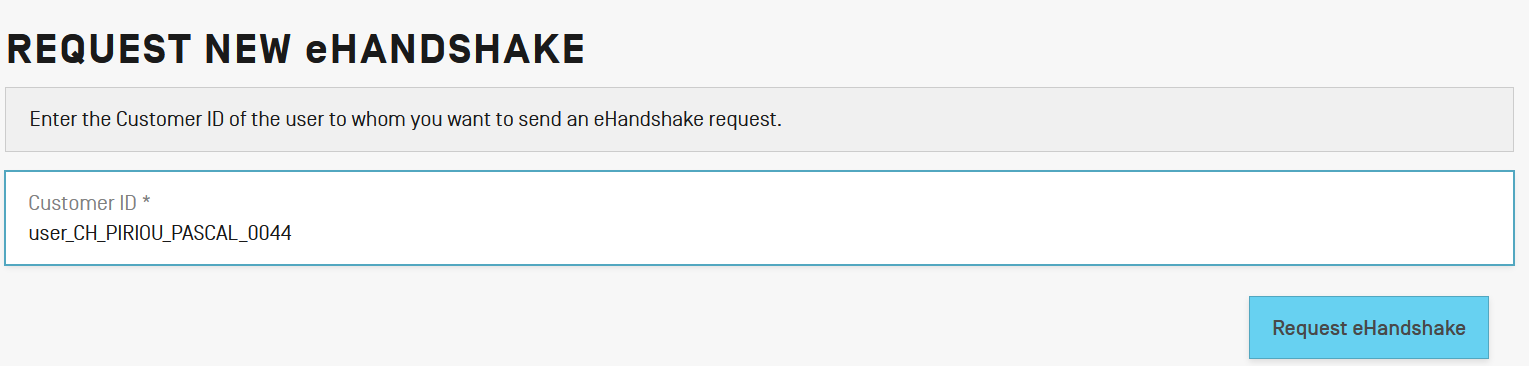 REQUEST NEW eHANDSHAKE
Enter the Customer ID of the user to whom you want to send an eHandshake request.
Customer ID *
user_CH_PIRIOU_PASCAL_0044
Request eHandshake